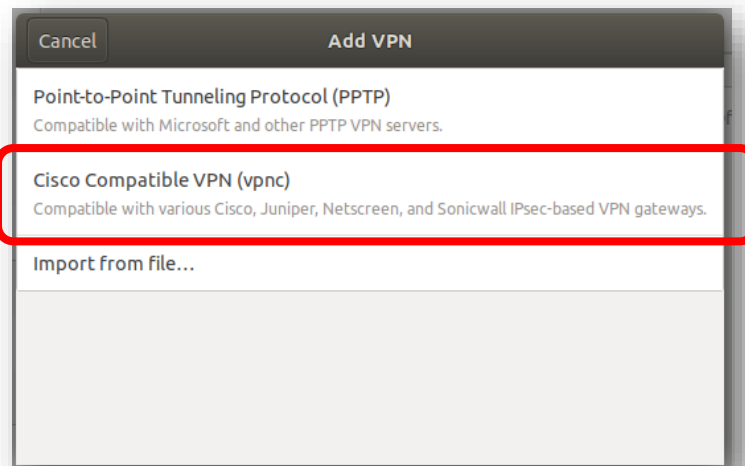 Cancel
Add VPN
Point-to-Point Tunneling Protocol (PPTP)
Compatible with Microsoft and other PPTP VPN servers.
Cisco Compatible VPN (vpnc)
Compatible with various Cisco, Juniper, Netscreen, and Sonicwall IPsec-based VPN gateways.
Import from file…